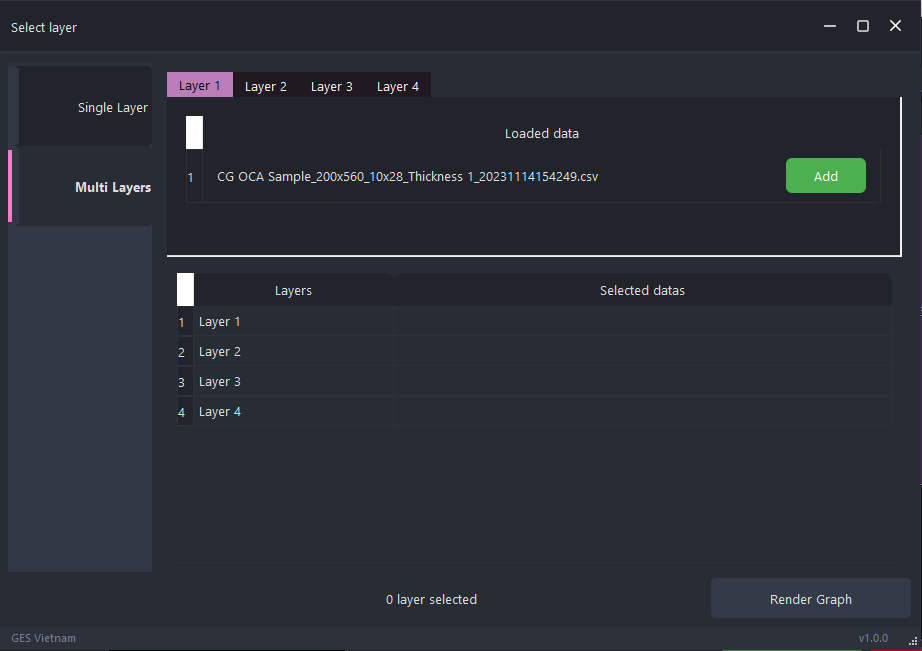 Select layer
Single Layer
Multi Layers
Layer 1 Layer 2 Layer 3 Layer 4
Loaded data
1 CG OCA Sample_200x560_10x28_Thickness 1_20231114154249.csv Add
Layers Selected datas
1 Layer 1
2 Layer 2
3 Layer 3
4 Layer 4
0 layer selected Render Graph
GES Vietnam v1.0.0